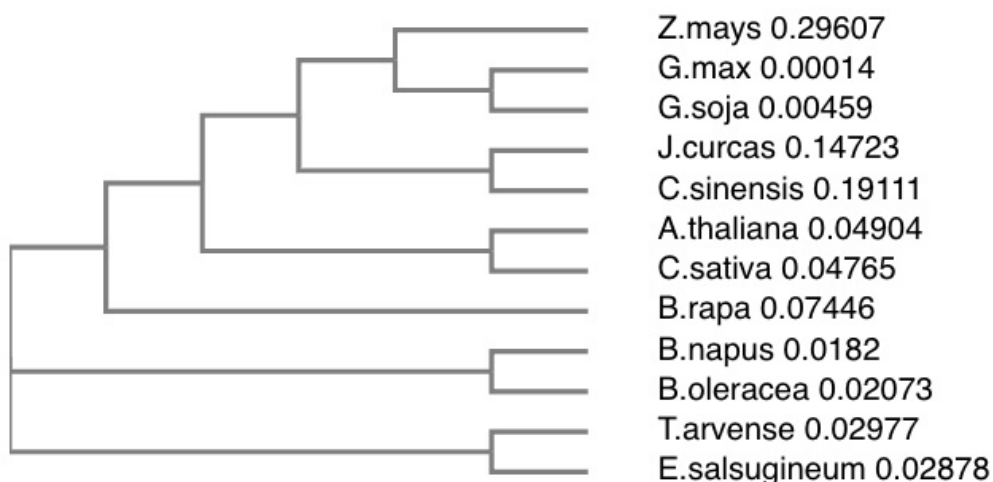 Z.mays 0.29607
G.max 0.00014
G.soja 0.00459
J.curcas 0.14723
C.sinensis 0.19111
A.thaliana 0.04904
C.sativa 0.04765
B.rapa 0.07446
B.napus 0.0182
B.oleracea 0.02073
T.arvense 0.02977
E.salsugineum 0.02878